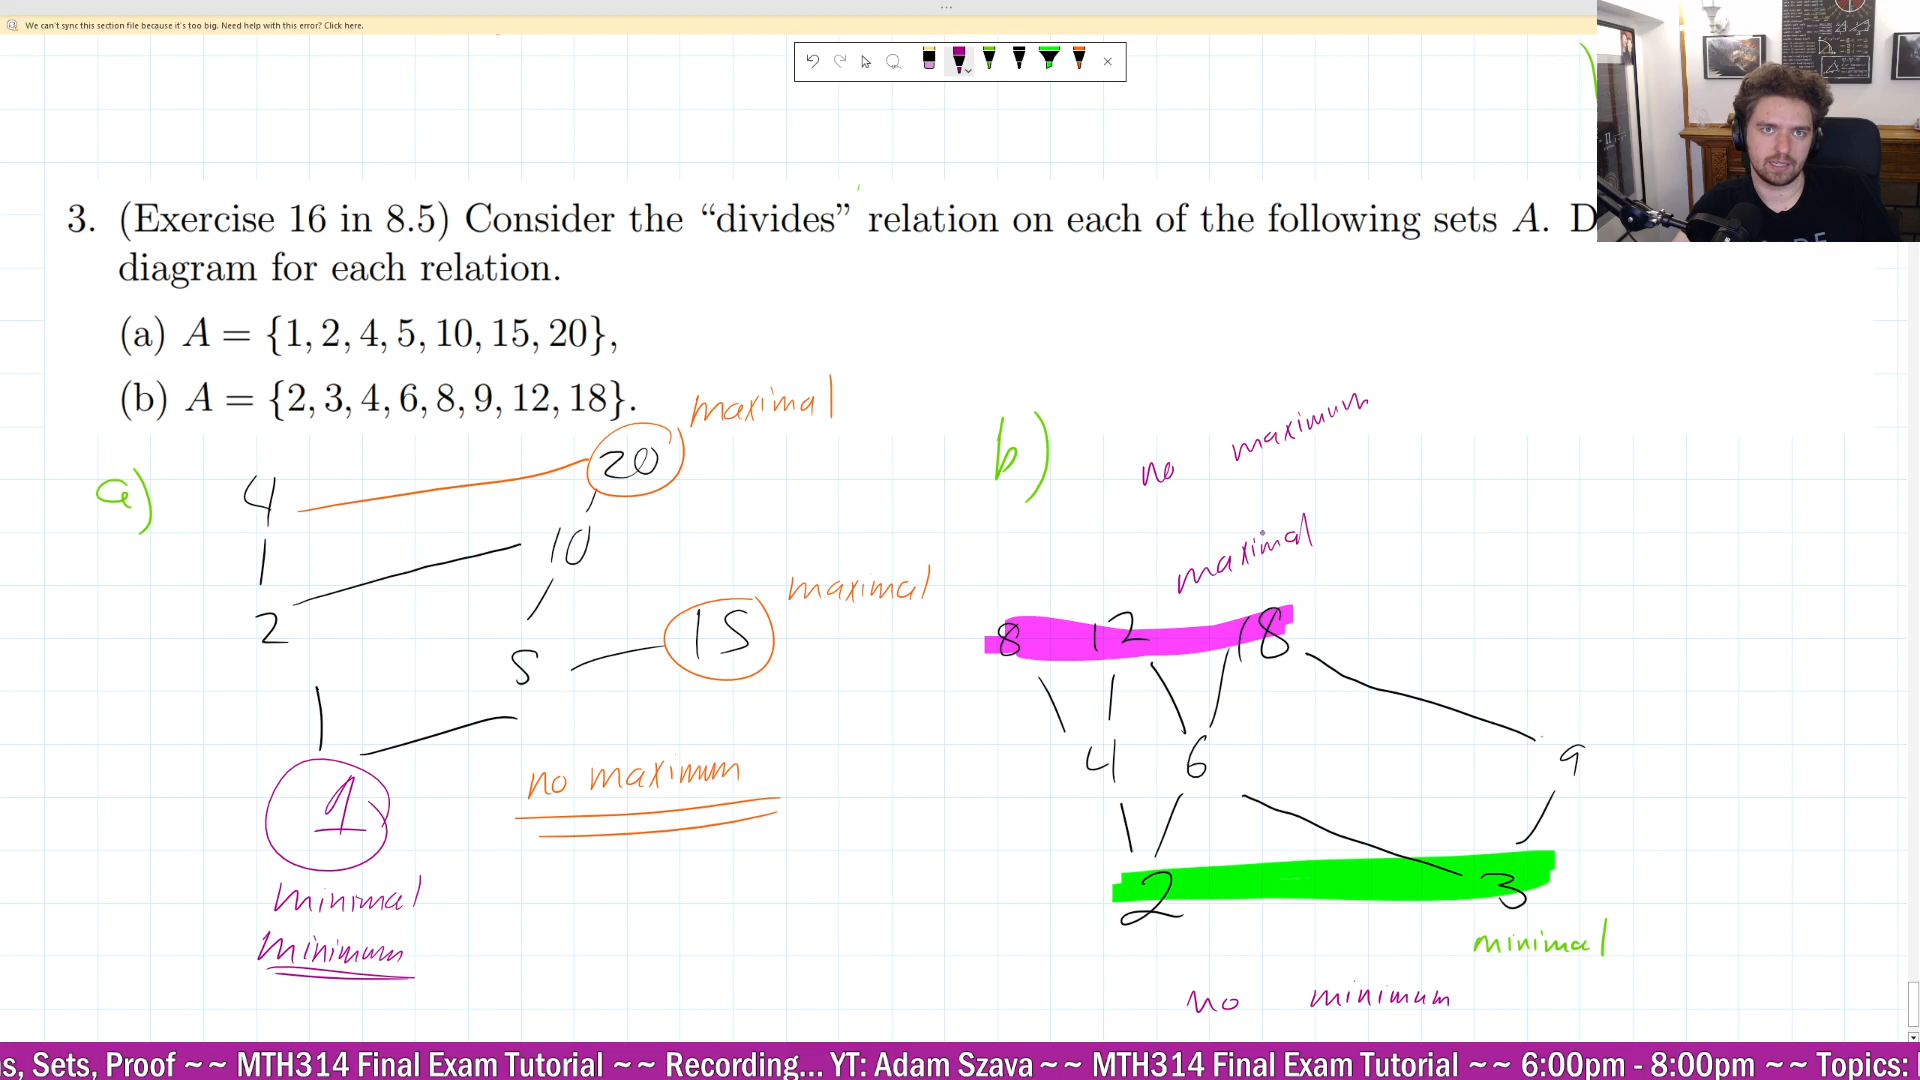 We can't sync this section file because it's too big. Need help with this error? Click here.
3. (Exercise 16 in 8.5) Consider the “divides” relation on each of the following sets A. D
diagram for each relation.
(a) A = {1, 2, 4, 5, 10, 15, 20},
(b) A = {2, 3, 4, 6, 8, 9, 12, 18}.
a)
maximal
4 20
10
2
maximal
15
5
1
no maximum
minimal
minimum
b)
no maximum
maximal
8 12 18
4 6 9
2 3
minimal
no minimum
s, Sets, Proof ~~ MTH314 Final Exam Tutorial ~~ Recording... YT: Adam Szava ~~ MTH314 Final Exam Tutorial ~~ 6:00pm - 8:00pm ~~ Topics: